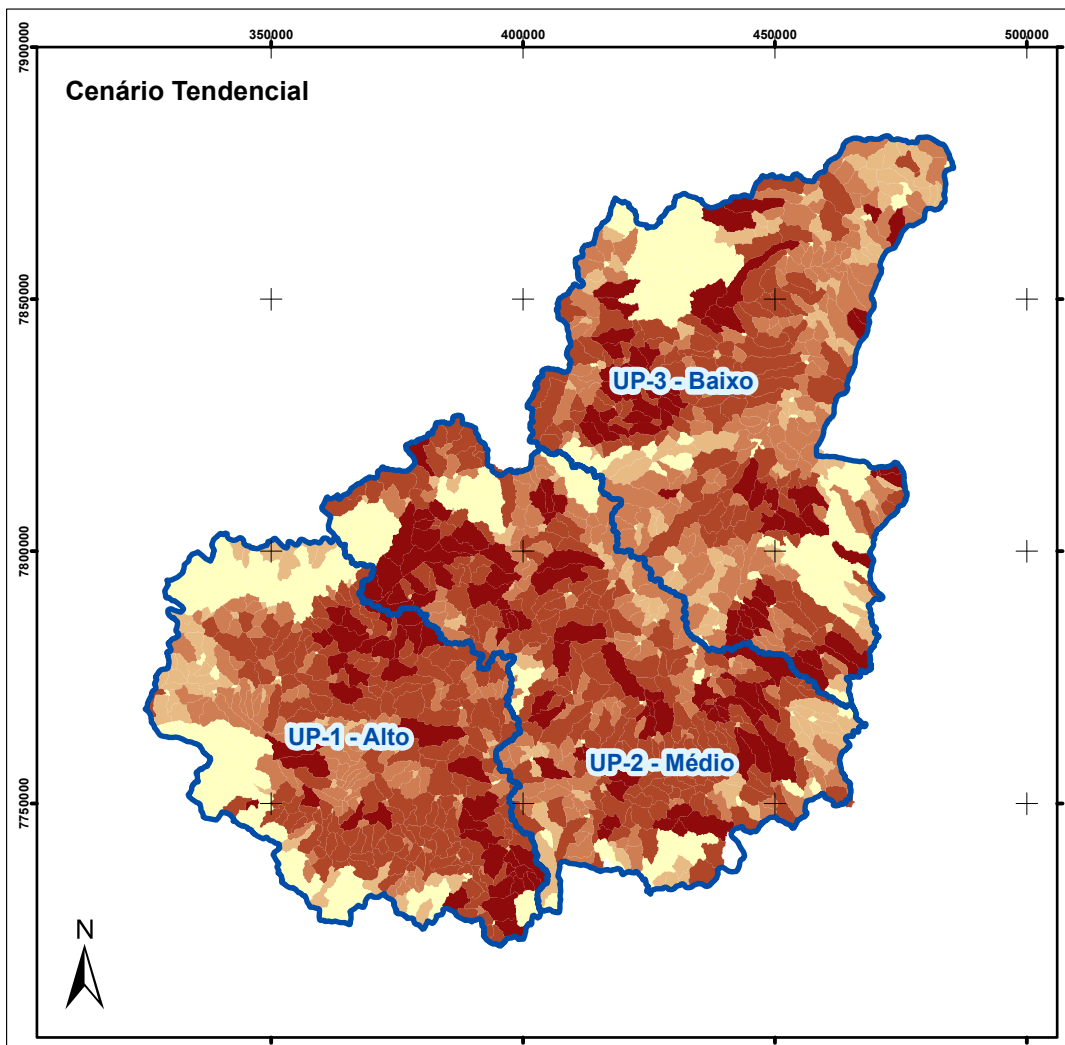 350000 400000 450000 500000
7900000
Cenário Tendencial
7850000
UP-3 - Baixo
7800000
UP-1 - Alto
UP-2 - Médio
7750000
N